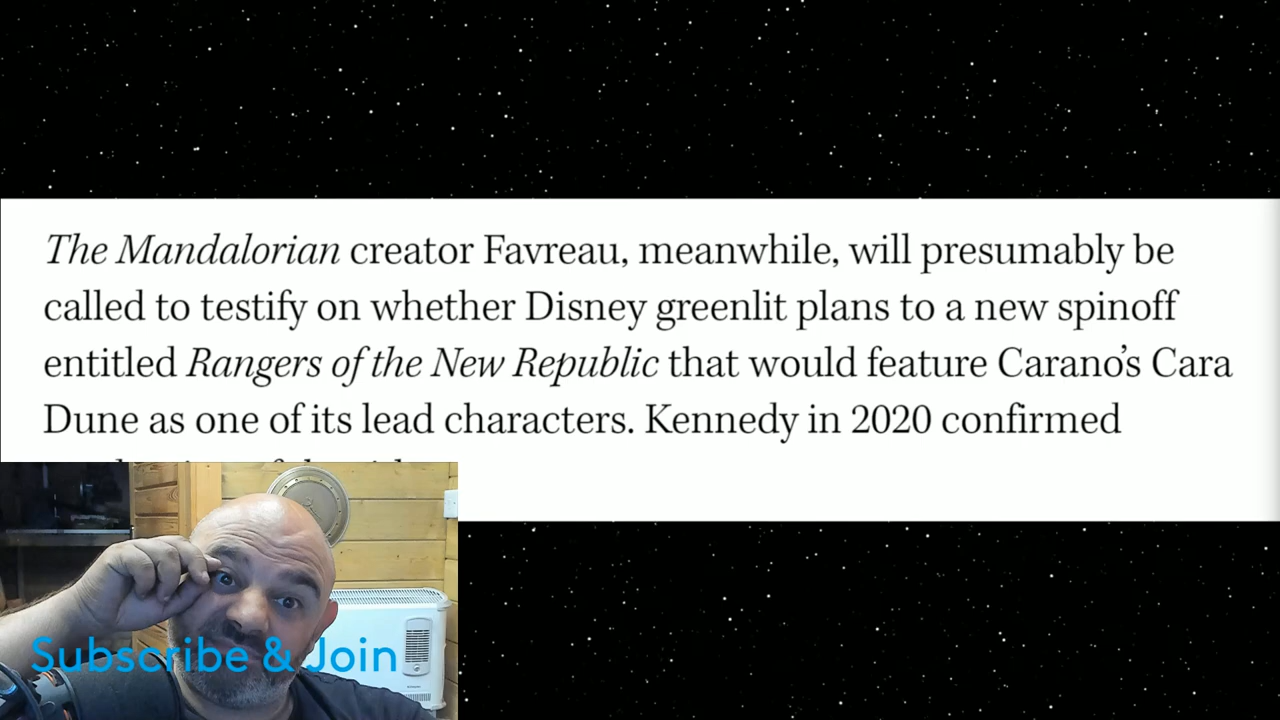 The Mandalorian creator Favreau, meanwhile, will presumably be
called to testify on whether Disney greenlit plans to a new spinoff
entitled Rangers of the New Republic that would feature Carano’s Cara
Dune as one of its lead characters. Kennedy in 2020 confirmed
Subscribe & Join